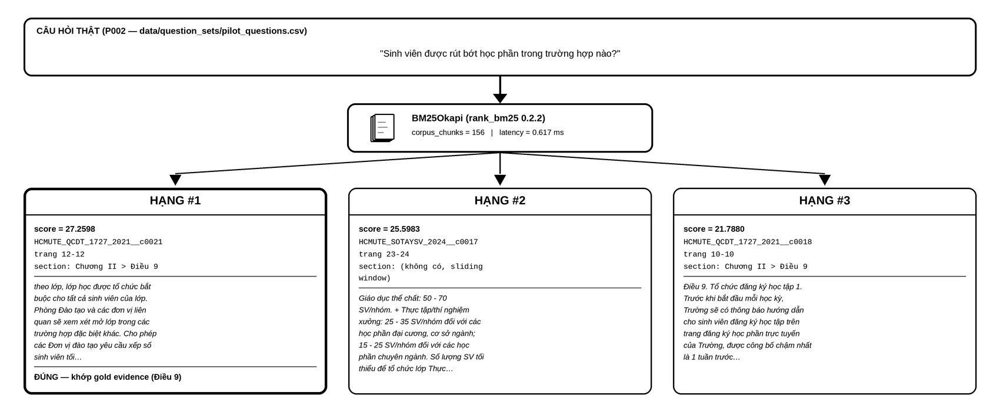 CÂU HỎI THẬT (P002 — data/question_sets/pilot_questions.csv)
"Sinh viên được rút bớt học phần trong trường hợp nào?"
BM25Okapi (rank_bm25 0.2.2)
corpus_chunks = 156 | latency = 0.617 ms
HẠNG #1
score = 27.2598
HCMUTE_QCDT_1727_2021__c0021
trang 12-12
section: Chương II > Điều 9
theo lớp, lớp học được tổ chức bắt
buộc cho tất cả sinh viên của lớp.
Phòng Đào tạo và các đơn vị liên
quan sẽ xem xét mở lớp trong các
trường hợp đặc biệt khác. Cho phép
các Đơn vị đào tạo yêu cầu xếp số
sinh viên tối…
ĐÚNG — khớp gold evidence (Điều 9)
HẠNG #2
score = 25.5983
HCMUTE_SOTAYSV_2024__c0017
trang 23-24
section: (không có, sliding
window)
Giáo dục thể chất: 50 - 70
SV/nhóm. + Thực tập/thí nghiệm
xưởng: 25 - 35 SV/nhóm đối với các
học phần đại cương, cơ sở ngành;
15 - 25 SV/nhóm đối với các học
phần chuyên ngành. Số lượng SV tối
thiểu để tổ chức lớp Thực…
HẠNG #3
score = 21.7880
HCMUTE_QCDT_1727_2021__c0018
trang 10-10
section: Chương II > Điều 9
Điều 9. Tổ chức đăng ký học tập 1.
Trước khi bắt đầu mỗi học kỳ,
Trường sẽ có thông báo hướng dẫn
cho sinh viên đăng ký học tập trên
trang đăng ký học phần trực tuyến
của Trường, được công bố chậm nhất
là 1 tuần trước…